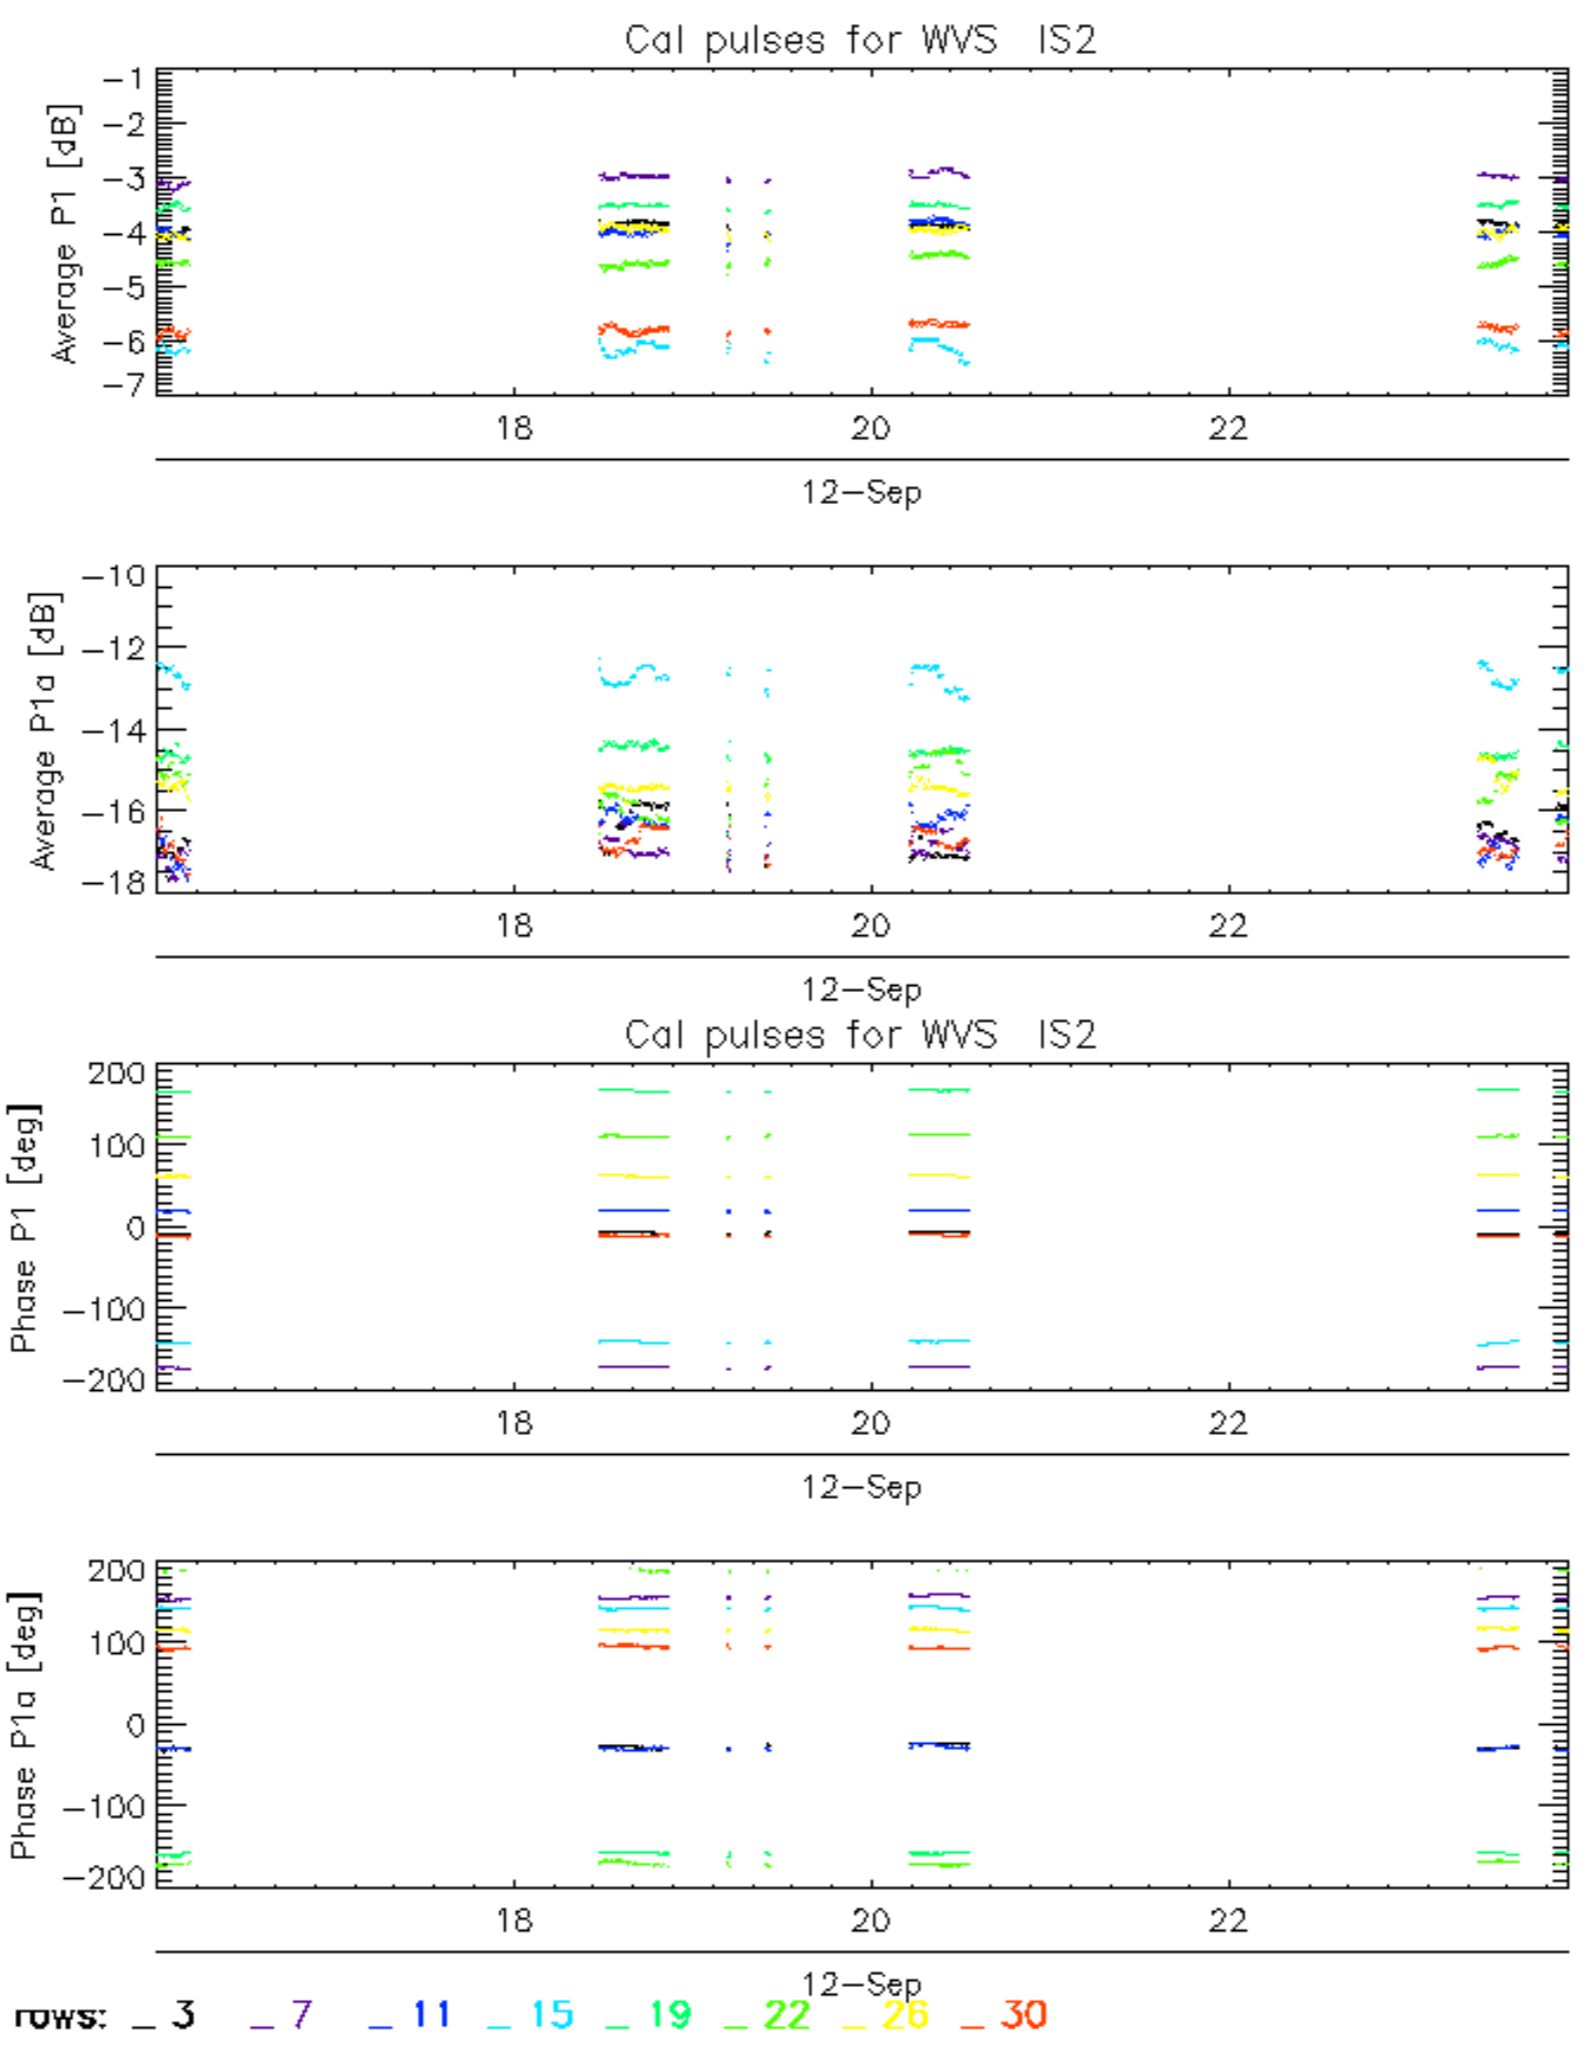 Cal pulses for WVS IS2
Average P1 [dB]
-1
-2
-3
-4
-5
-6
-7
18 20 22
12-Sep
Average P1a [dB]
-10
-12
-14
-16
-18
18 20 22
12-Sep
Cal pulses for WVS IS2
Phase P1 [deg]
200
100
0
-100
-200
18 20 22
12-Sep
Phase P1a [deg]
200
100
0
-100
-200
18 20 22
12-Sep
rows: _ 3 _ 7 _ 11 _ 15 _ 19 _ 22 _ 26 _ 30